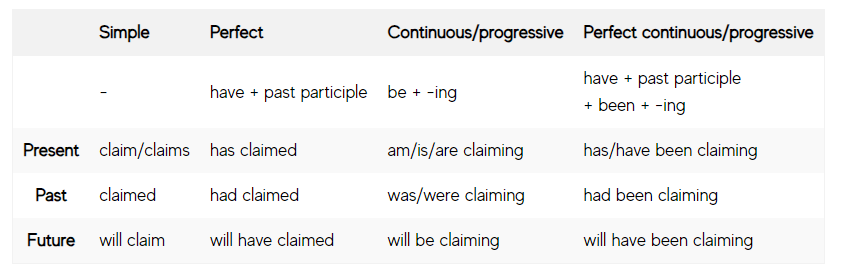 Simple Perfect Continuous/progressive Perfect continuous/progressive
- have + past participle be + -ing have + past participle
+ been + -ing
Present claim/claims has claimed am/is/are claiming has/have been claiming
Past claimed had claimed was/were claiming had been claiming
Future will claim will have claimed will be claiming will have been claiming